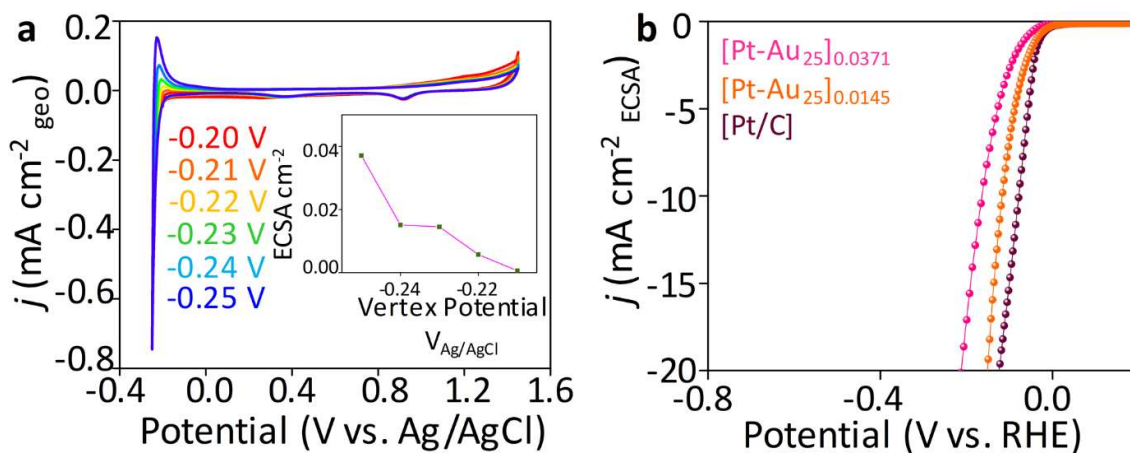 a
0.2
0.0
-0.2
-0.4
-0.6
-0.8
j (mA cm⁻² geo)
-0.20 V
-0.21 V
-0.22 V
-0.23 V
-0.24 V
-0.25 V
0.04
0.02
0.00
ECSA cm⁻²
-0.24 -0.22
Vertex Potential
V Ag/AgCl
-0.4 0.0 0.4 0.8 1.2 1.6
Potential (V vs. Ag/AgCl)
b
0
-5
-10
-15
-20
j (mA cm⁻² ECSA)
[Pt-Au₂₅]0.0371
[Pt-Au₂₅]0.0145
[Pt/C]
-0.8 -0.4 0.0
Potential (V vs. RHE)